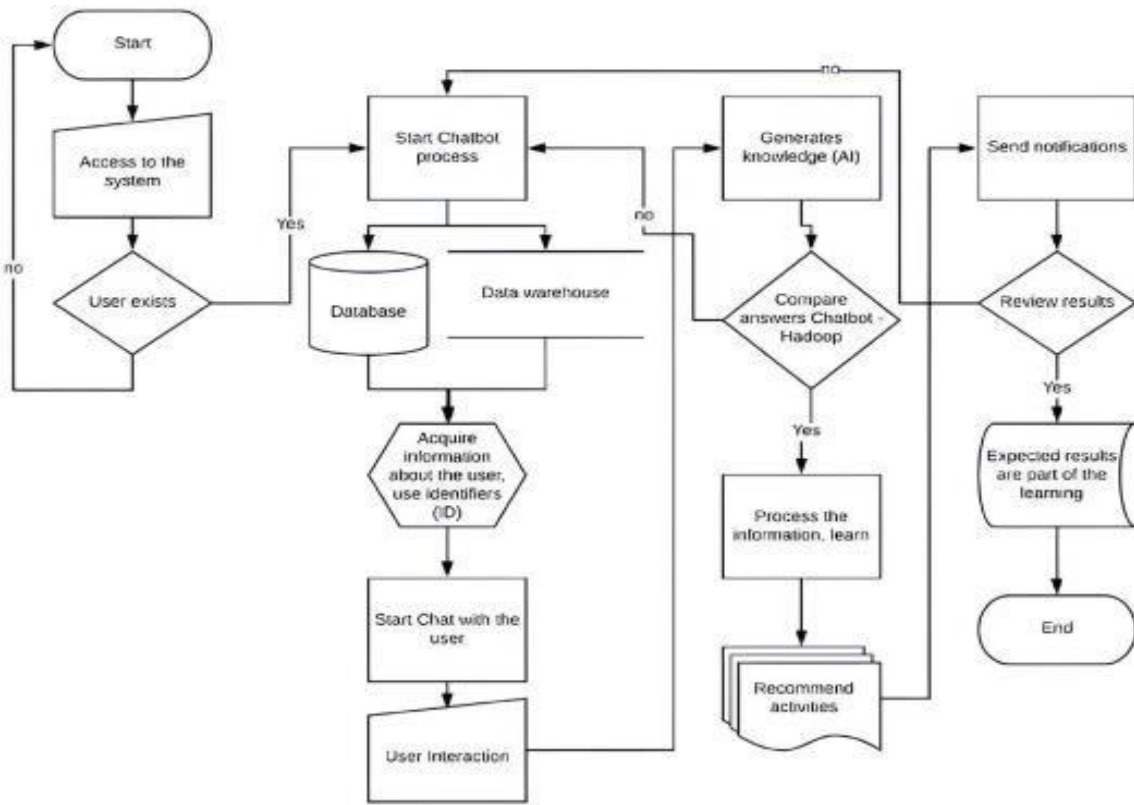 Start
Access to the
system
User exists
no
Yes
Start Chatbot
process
Database
Data warehouse
Acquire
information
about the user,
use identifiers
(ID)
Start Chat with the
user
User Interaction
no
no
Generates
knowledge (AI)
Compare
answers Chatbot -
Hadoop
Yes
Process the
information, learn
Recommend
activities
Send notifications
Review results
Yes
Expected results
are part of the
learning
End